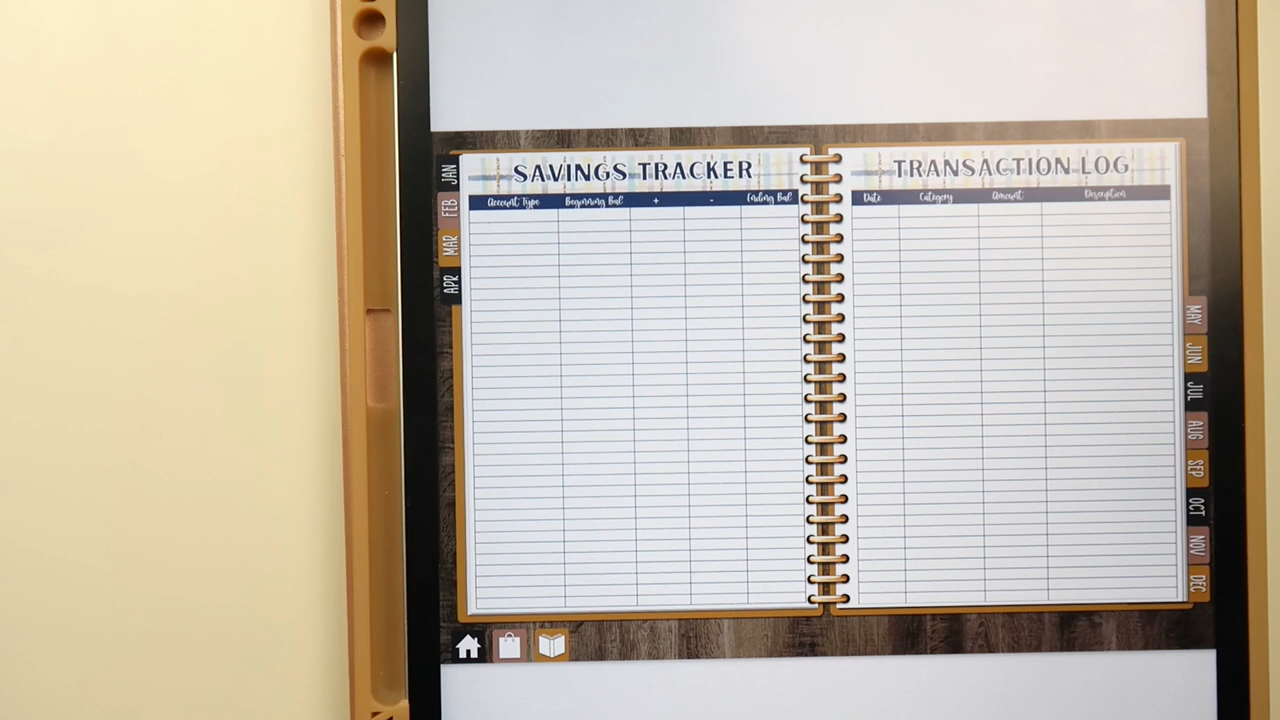 SAVINGS TRACKER
Account Type Beginning Bal + - Ending Bal
JAN
FEB
MAR
APR
TRANSACTION LOG
Date Category Amount Description
MAY
JUN
JUL
AUG
SEP
OCT
NOV
DEC